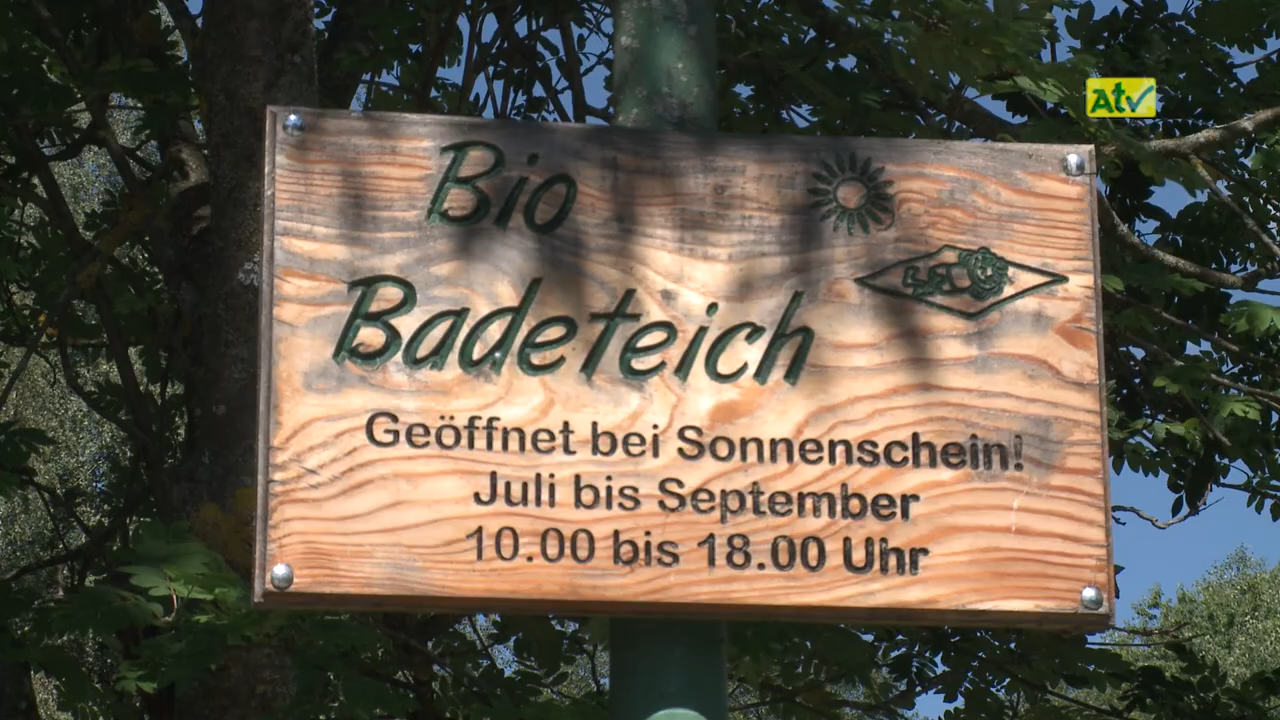 Atv
Bio
Badeteich
Geöffnet bei Sonnenschein!
Juli bis September
10.00 bis 18.00 Uhr